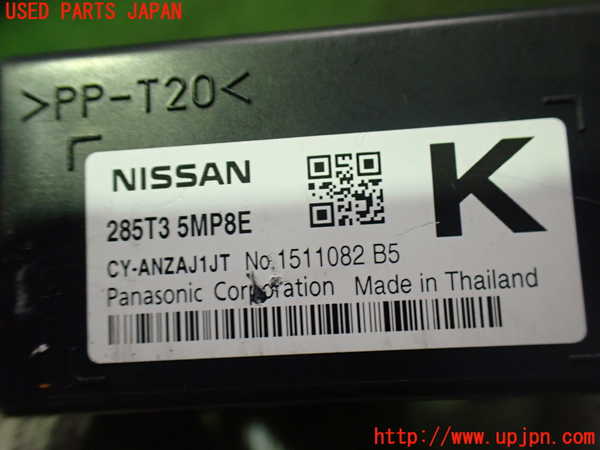 USED PARTS JAPAN
>PP-T20<
NISSAN
K
285T3 5MP8E
CY-ANZAJ1JT No.1511082 B5
Panasonic Corporation Made in Thailand
http://www.upjpn.com/